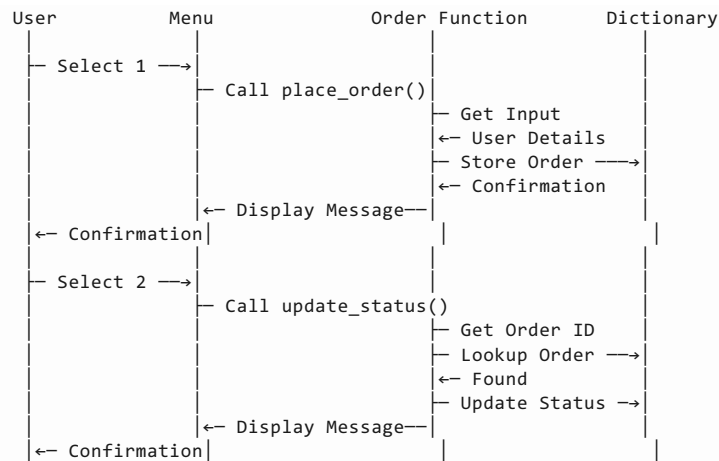 User Menu Order Function Dictionary
Select 1
Call place_order()
Get Input
User Details
Store Order
Confirmation
Display Message
Confirmation
Select 2
Call update_status()
Get Order ID
Lookup Order
Found
Update Status
Display Message
Confirmation